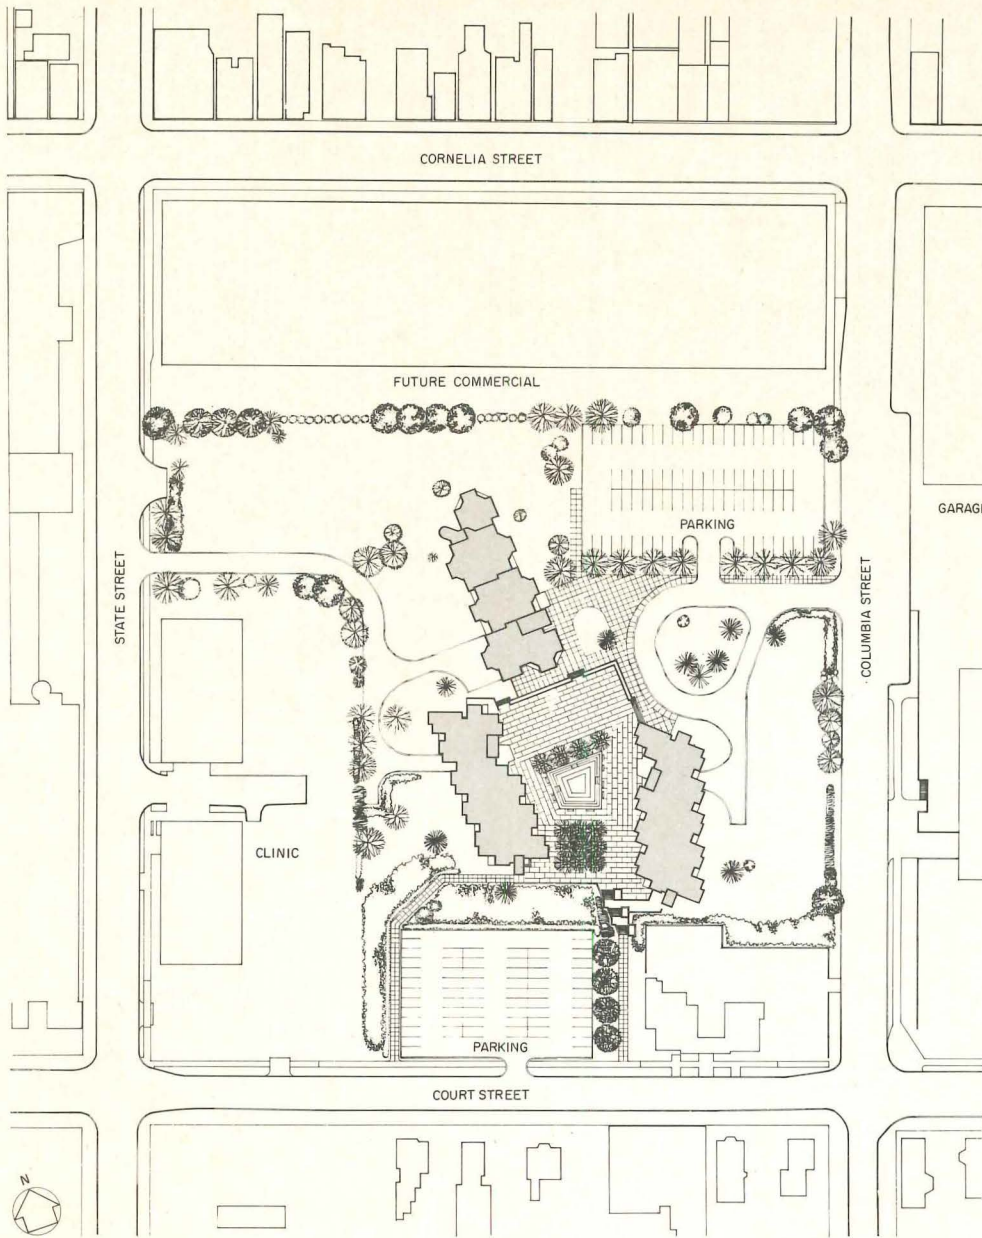 CORNELIA STREET
FUTURE COMMERCIAL
GARAG
PARKING
STATE STREET
COLUMBIA STREET
CLINIC
PARKING
COURT STREET
N